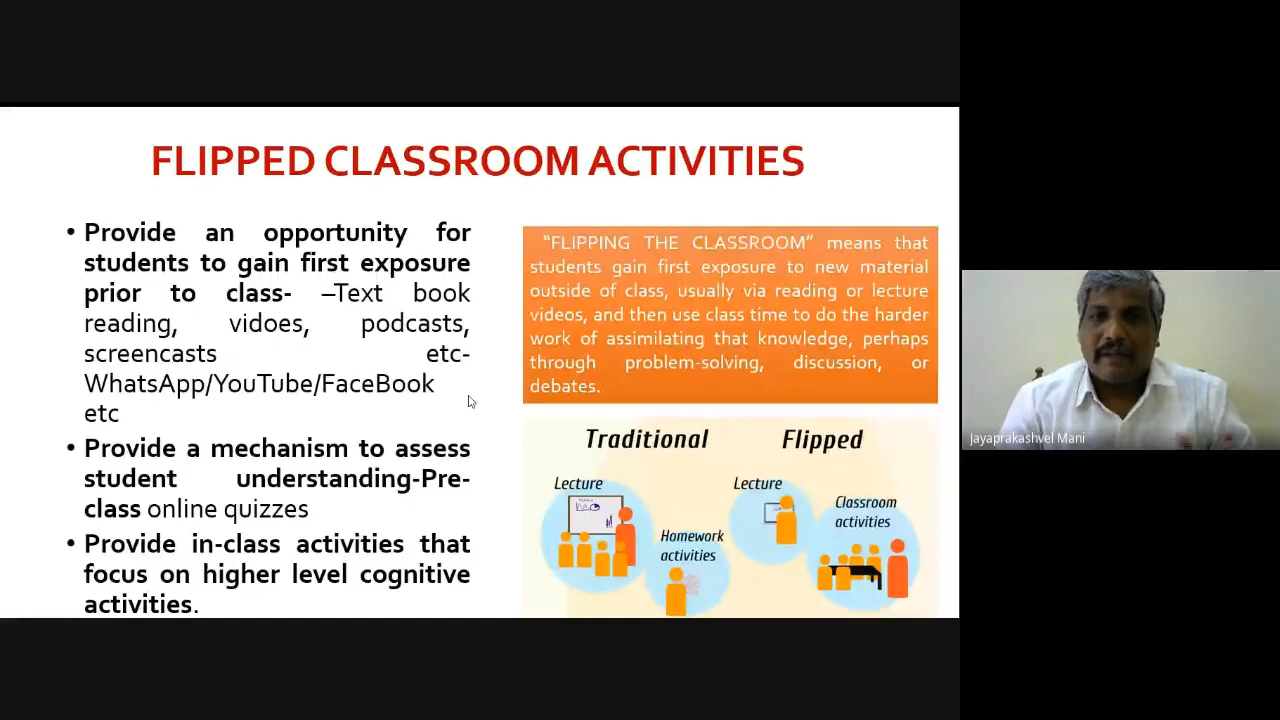 FLIPPED CLASSROOM ACTIVITIES
• Provide an opportunity for
students to gain first exposure
prior to class- –Text book
reading, vidoes, podcasts,
screencasts etc-
WhatsApp/YouTube/FaceBook
etc
• Provide a mechanism to assess
student understanding-Pre-
class online quizzes
• Provide in-class activities that
focus on higher level cognitive
activities.
“FLIPPING THE CLASSROOM” means that
students gain first exposure to new material
outside of class, usually via reading or lecture
videos, and then use class time to do the harder
work of assimilating that knowledge, perhaps
through problem-solving, discussion, or
debates.
Traditional
Flipped
Lecture
Homework
activities
Lecture
Classroom
activities
Jayaprakashvel Mani